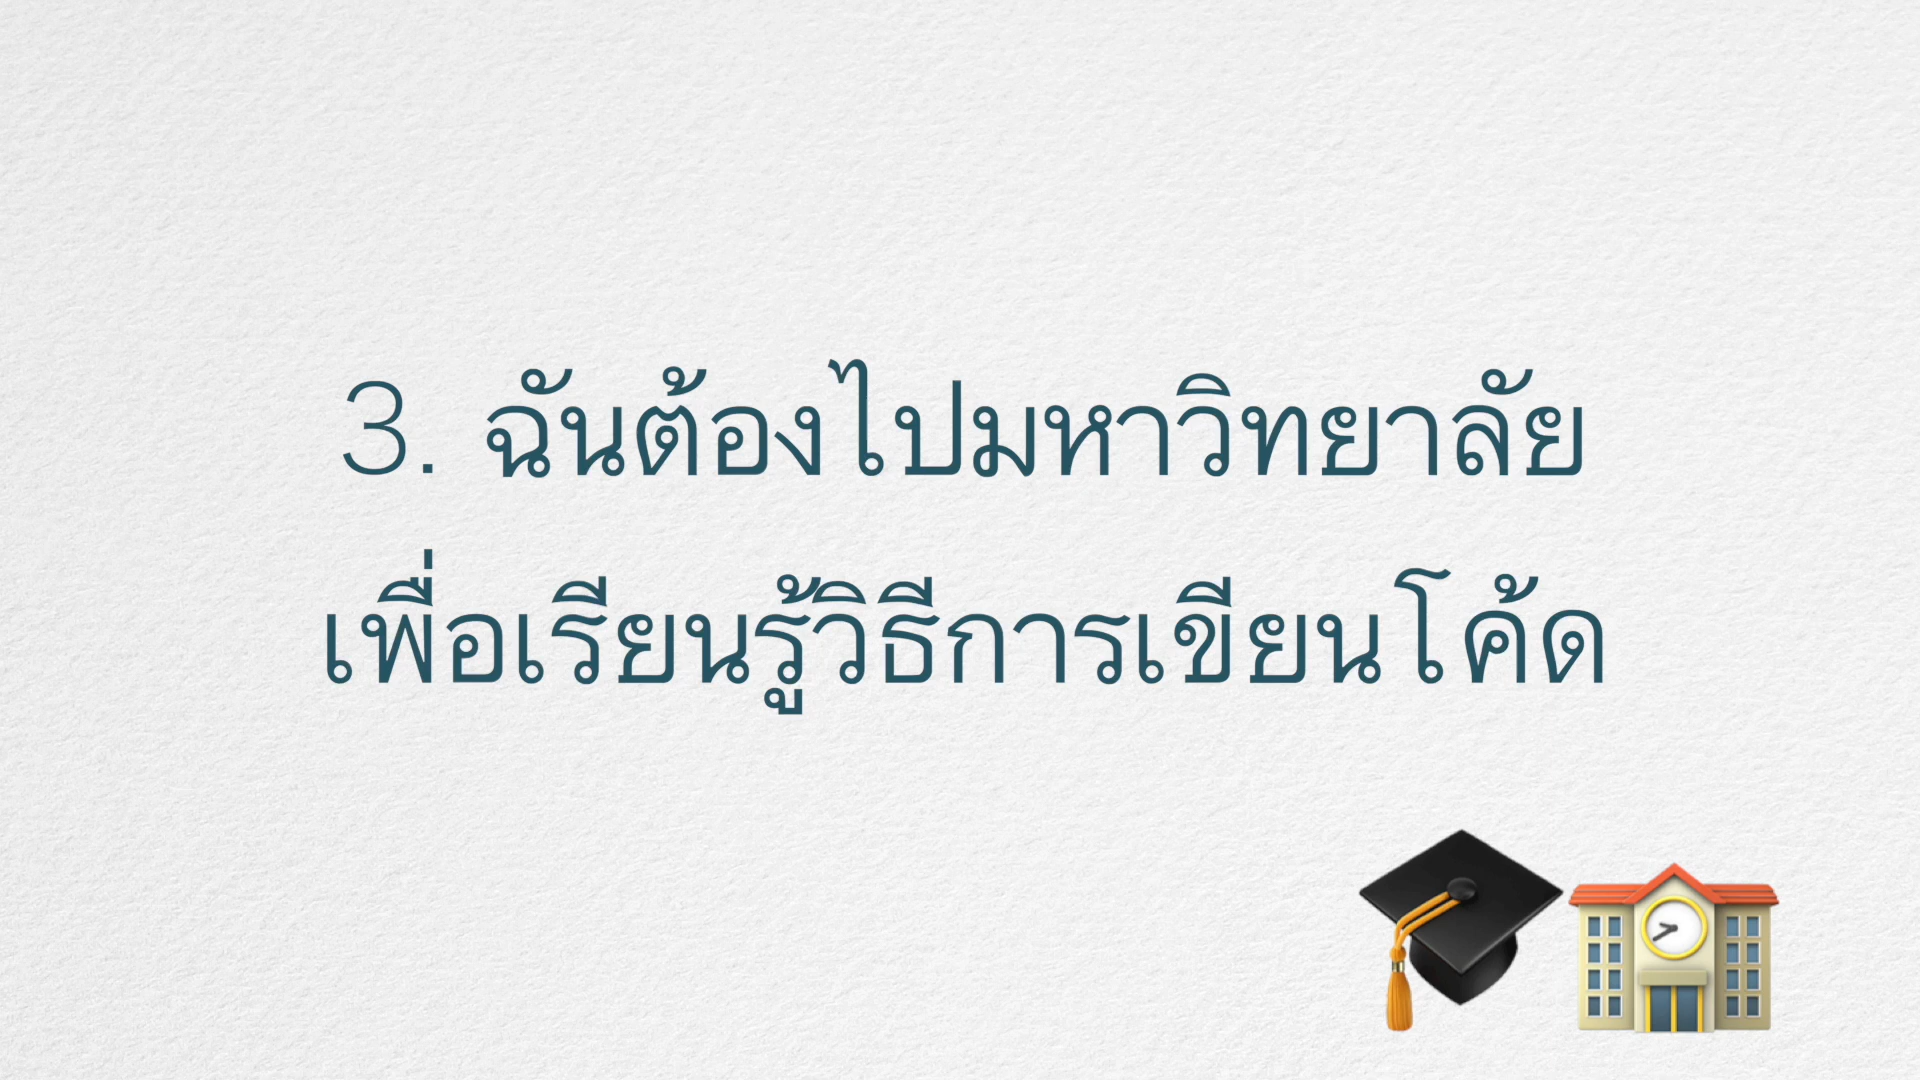 3. ฉันต้องไปมหาวิทยาลัย
เพื่อเรียนรู้วิธีการเขียนโค้ด